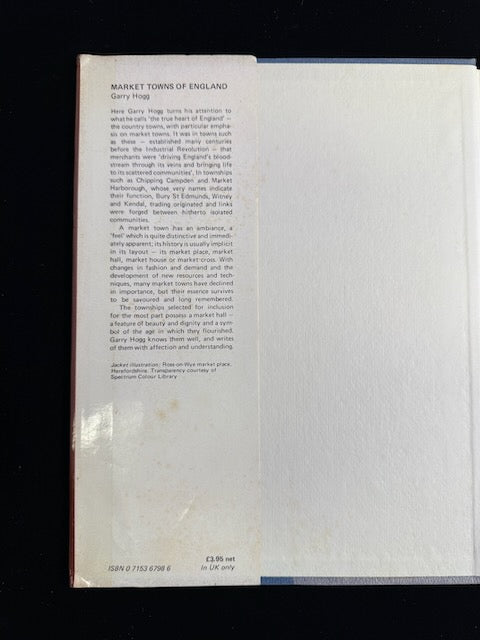 MARKET TOWNS OF ENGLAND
Garry Hogg
Here Garry Hogg turns his attention to
what he calls 'the true heart of England' –
the country towns, with particular empha-
sis on market towns. It was in towns such
as these – established many centuries
before the Industrial Revolution – that
merchants were 'driving England's blood-
stream through its veins and bringing life
to its scattered communities'. In townships
such as Chipping Campden and Market
Harborough, whose very names indicate
their function, Bury St Edmunds, Witney
and Kendal, trading originated and links
were forged between hitherto isolated
communities.
A market town has an ambiance, a
'feel' which is quite distinctive and immedi-
ately apparent; its history is usually implicit
in its layout – its market place, market
hall, market house or market-cross. With
changes in fashion and demand and the
development of new resources and tech-
niques, many market towns have declined
in importance, but their essence survives
to be savoured and long remembered.
The townships selected for inclusion
for the most part possess a market hall –
a feature of beauty and dignity and a sym-
bol of the age in which they flourished.
Garry Hogg knows them well, and writes
of them with affection and understanding.
Jacket illustration: Ross-on-Wye market place,
Herefordshire. Transparency courtesy of
Spectrum Colour Library
£3.95 net
ISBN 0 7153 6798 6 In UK only